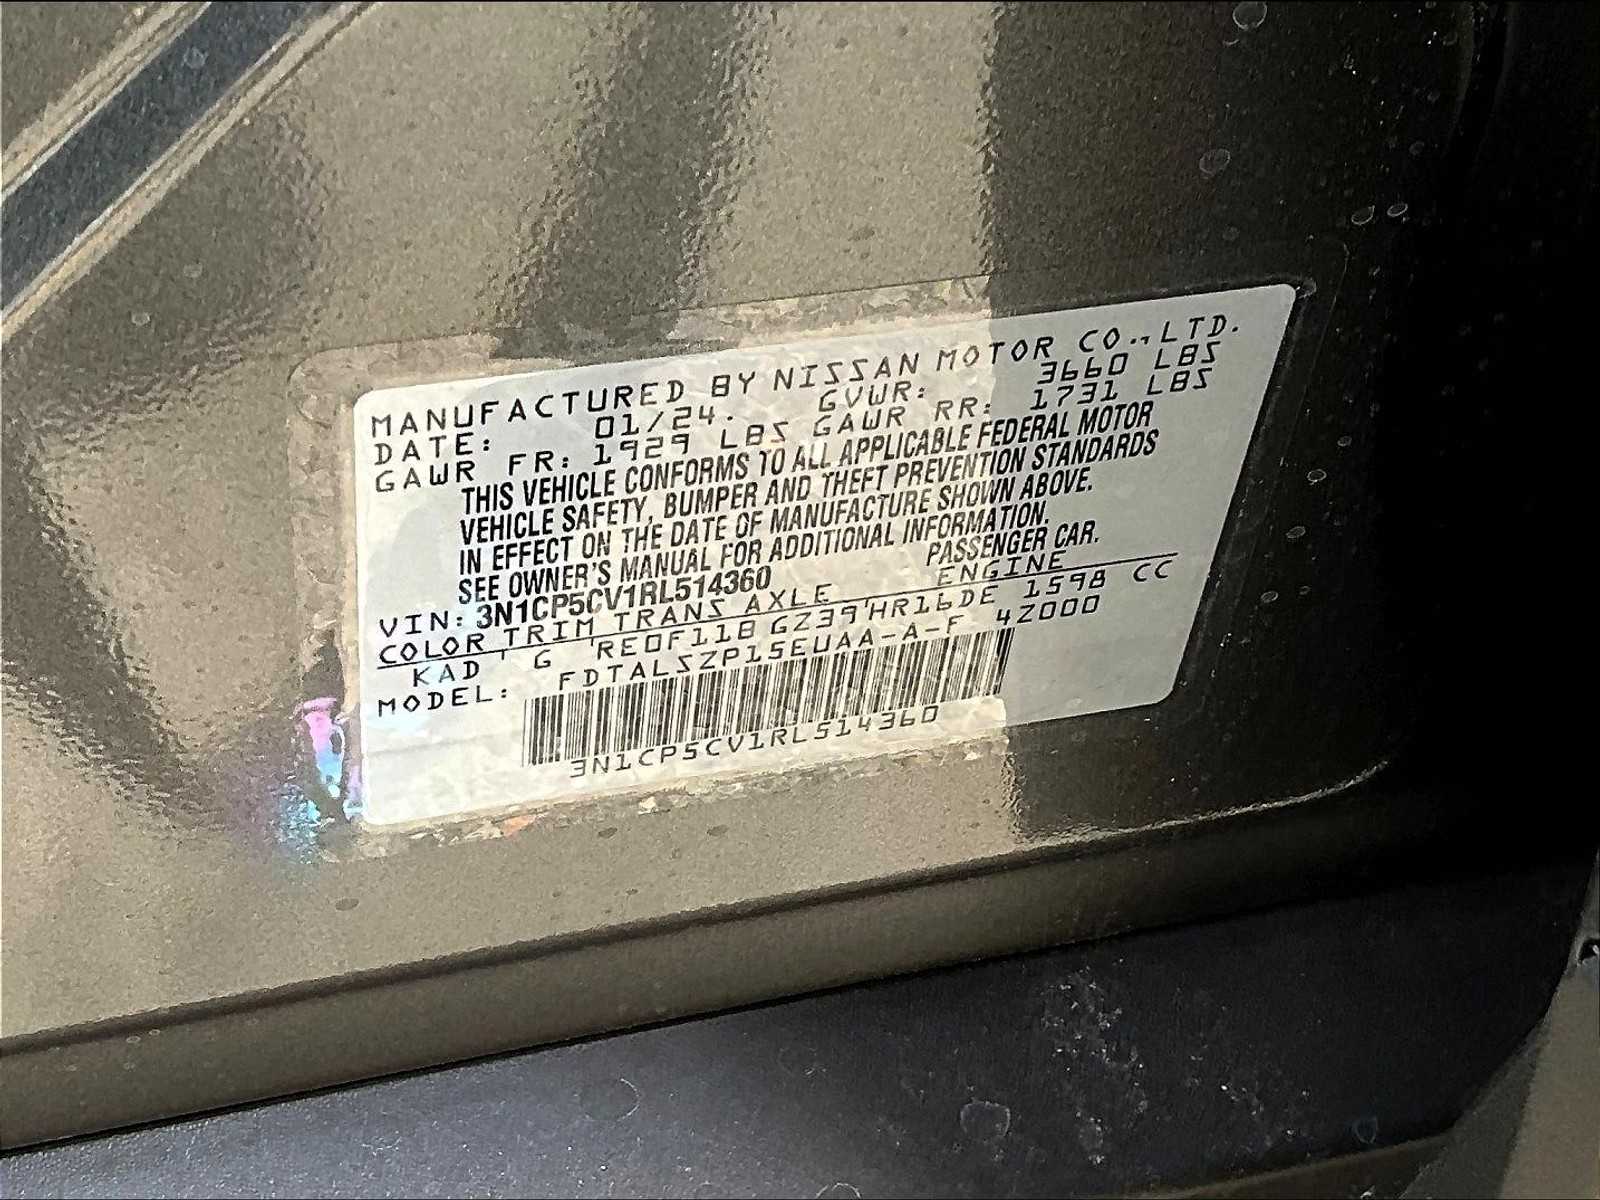 MANUFACTURED BY NISSAN MOTOR CO., LTD.
DATE: 01/24. GVWR: 3660 LBS
GAWR FR: 1929 LBS GAWR RR: 1731 LBS
THIS VEHICLE CONFORMS TO ALL APPLICABLE FEDERAL MOTOR
VEHICLE SAFETY, BUMPER AND THEFT PREVENTION STANDARDS
IN EFFECT ON THE DATE OF MANUFACTURE SHOWN ABOVE.
SEE OWNER'S MANUAL FOR ADDITIONAL INFORMATION.
VIN: 3N1CP5CV1RL514360 PASSENGER CAR.
COLOR TRIM TRANS AXLE ENGINE
KAD ' G 'RE0F11B GZ39'HR16DE 1598 CC
MODEL: FDTALSZP15EUAA-A-F 4Z000
3N1CP5CV1RL514360